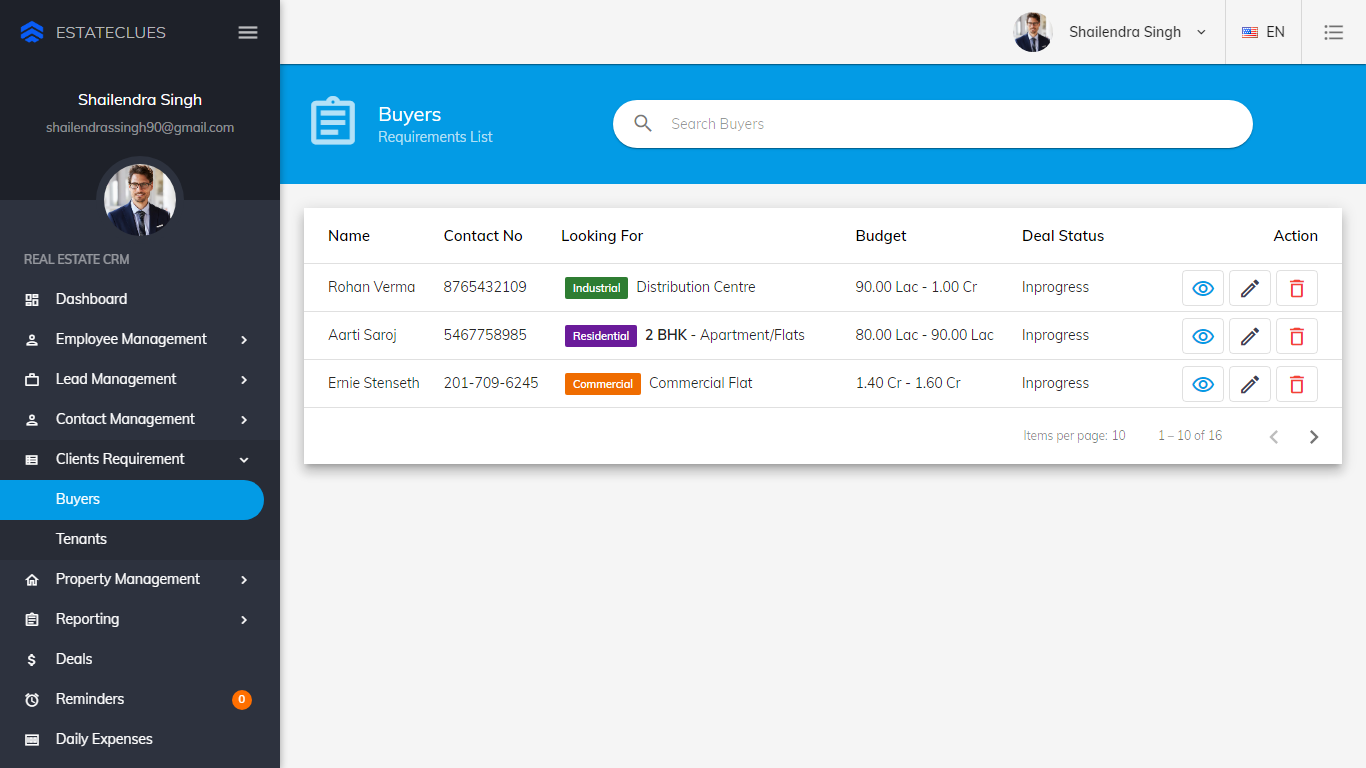 ESTATECLUES
Shailendra Singh
shailendrassingh90@gmail.com
REAL ESTATE CRM
Dashboard
Employee Management
Lead Management
Contact Management
Clients Requirement
Buyers
Tenants
Property Management
Reporting
Deals
Reminders 0
Daily Expenses
Shailendra Singh EN
Buyers
Requirements List
Search Buyers
Name Contact No Looking For Budget Deal Status Action
Rohan Verma 8765432109 Industrial Distribution Centre 90.00 Lac - 1.00 Cr Inprogress
Aarti Saroj 5467758985 Residential 2 BHK - Apartment/Flats 80.00 Lac - 90.00 Lac Inprogress
Ernie Stenseth 201-709-6245 Commercial Commercial Flat 1.40 Cr - 1.60 Cr Inprogress
Items per page: 10 1 – 10 of 16